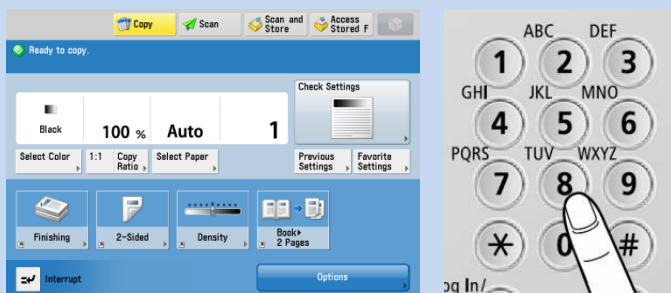 Copy
Scan
Scan and
Store
Access
Stored F
Ready to copy.
Check Settings
Black
100 %
Auto
1
Select Color
1:1
Copy
Ratio
Select Paper
Previous
Settings
Favorite
Settings
Finishing
2-Sided
Density
Book
2 Pages
Interrupt
Options
ABC DEF
1 2 3
GHI JKL MNO
4 5 6
PQRS TUV WXYZ
7 8 9
* 0 #
og In/